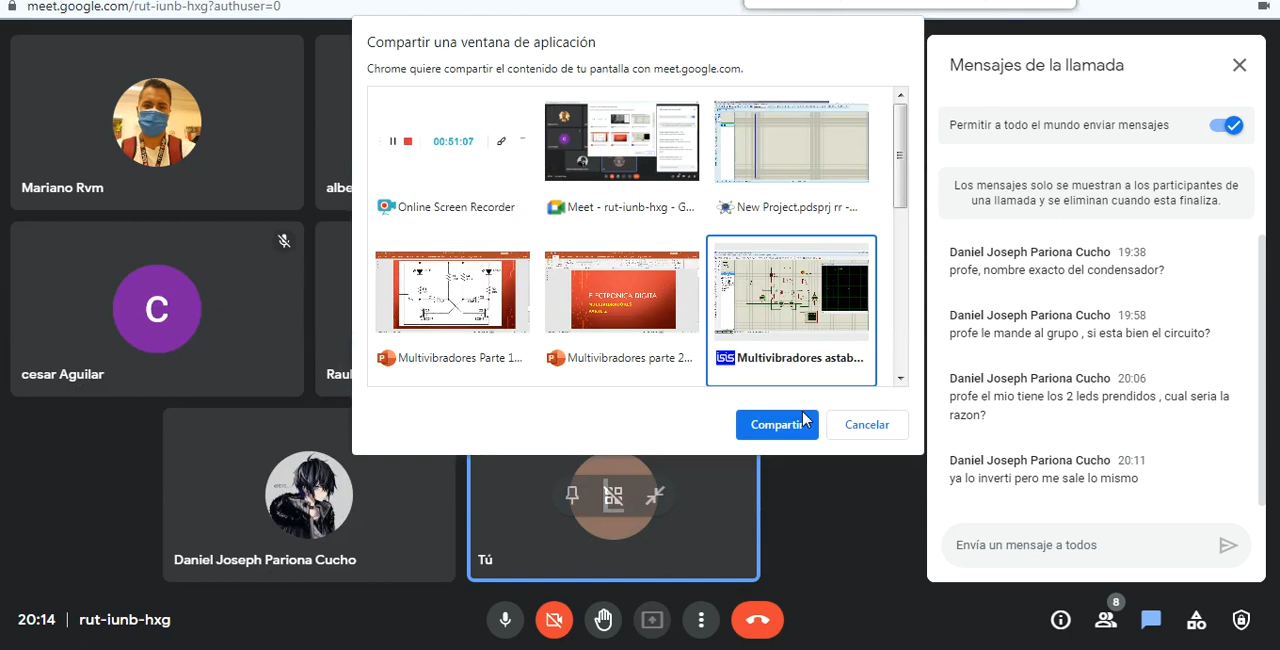 meet.google.com/rut-iunb-hxg?authuser=0
Compartir una ventana de aplicación
Chrome quiere compartir el contenido de tu pantalla con meet.google.com.
00:51:07
Online Screen Recorder
Meet - rut-iunb-hxg - G...
New Project.pdsprj rr -...
ELECTRONICA DIGITA
MULTIVIBRADORES
PARTE 2
Multivibradores Parte 1...
Multivibradores parte 2...
isis Multivibradores astab...
Compartir
Cancelar
Mariano Rvm
albe
C
cesar Aguilar
Raul
Daniel Joseph Pariona Cucho
Tú
Mensajes de la llamada
Permitir a todo el mundo enviar mensajes
Los mensajes solo se muestran a los participantes de
una llamada y se eliminan cuando esta finaliza.
Daniel Joseph Pariona Cucho 19:38
profe, nombre exacto del condensador?
Daniel Joseph Pariona Cucho 19:58
profe le mande al grupo , si esta bien el circuito?
Daniel Joseph Pariona Cucho 20:06
profe el mio tiene los 2 leds prendidos , cual seria la
razon?
Daniel Joseph Pariona Cucho 20:11
ya lo inverti pero me sale lo mismo
Envía un mensaje a todos
20:14 | rut-iunb-hxg
8